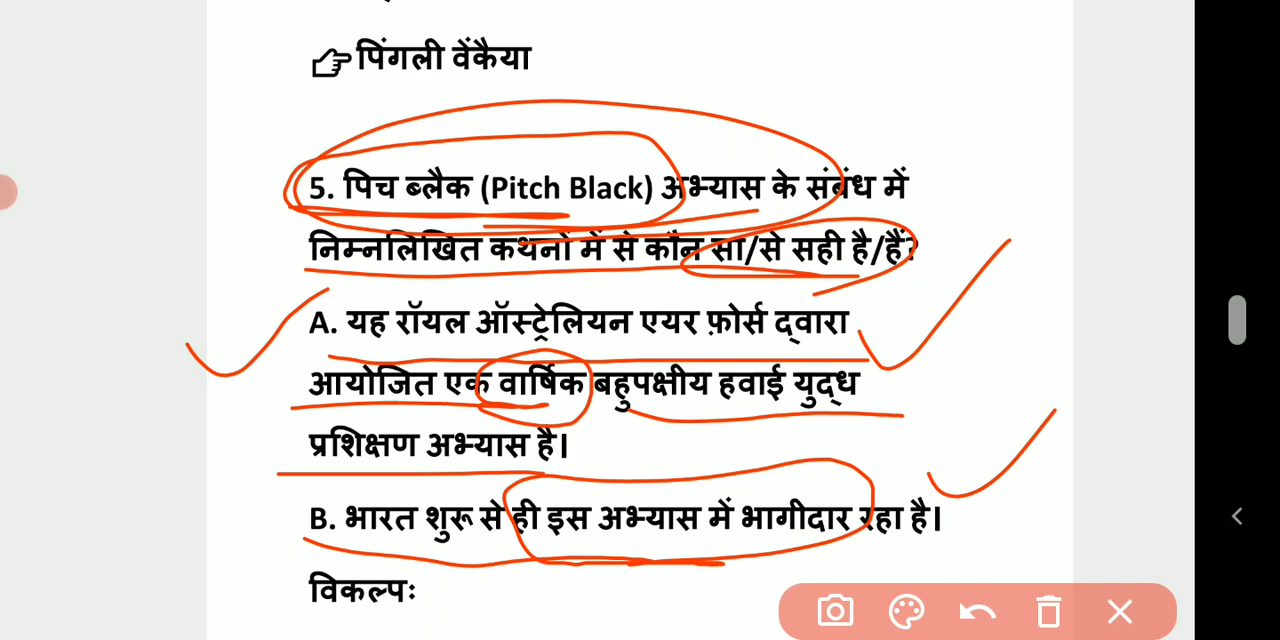 👉पिंगली वेंकैया
5. पिच ब्लैक (Pitch Black) अभ्यास के संबंध में
निम्नलिखित कथनों में से कौन सा/से सही है/हैं?
A. यह रॉयल ऑस्ट्रेलियन एयर फ़ोर्स द्वारा
आयोजित एक वार्षिक बहुपक्षीय हवाई युद्ध
प्रशिक्षण अभ्यास है।
B. भारत शुरू से ही इस अभ्यास में भागीदार रहा है।
विकल्पः